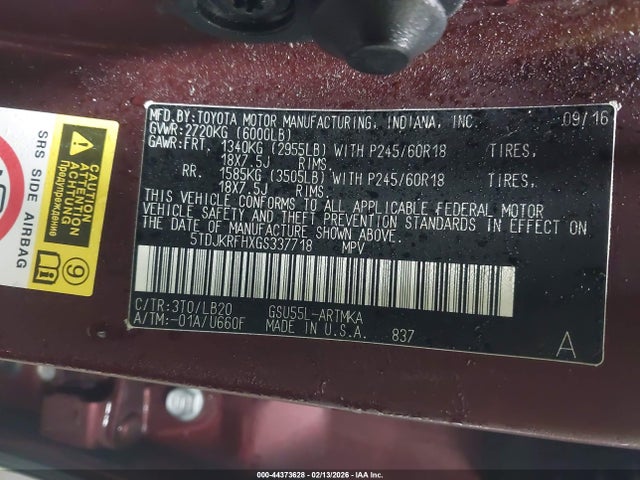 MFD.BY:TOYOTA MOTOR MANUFACTURING, INDIANA, INC. 09/16
GVWR:2720KG (6000LB)
GAWR:FRT. 1340KG (2955LB) WITH P245/60R18 TIRES,
18X7.5J RIMS,
RR. 1585KG (3505LB) WITH P245/60R18 TIRES,
18X7.5J RIMS
THIS VEHICLE CONFORMS TO ALL APPLICABLE FEDERAL MOTOR
VEHICLE SAFETY AND THEFT PREVENTION STANDARDS IN EFFECT ON
THE DATE OF MANUFACTURE SHOWN ABOVE.
5TDJKRFHXGS337718 MPV
C/TR:3T0/LB20 GSU55L-ARTMKA
A/TM:-01A/U660F MADE IN U.S.A. 837
A
SRS SIDE AIRBAG
CAUTION
ATTENTION
ACHTUNG
Предупреждение
9
000-44373628 - 02/13/2026 - IAA Inc.